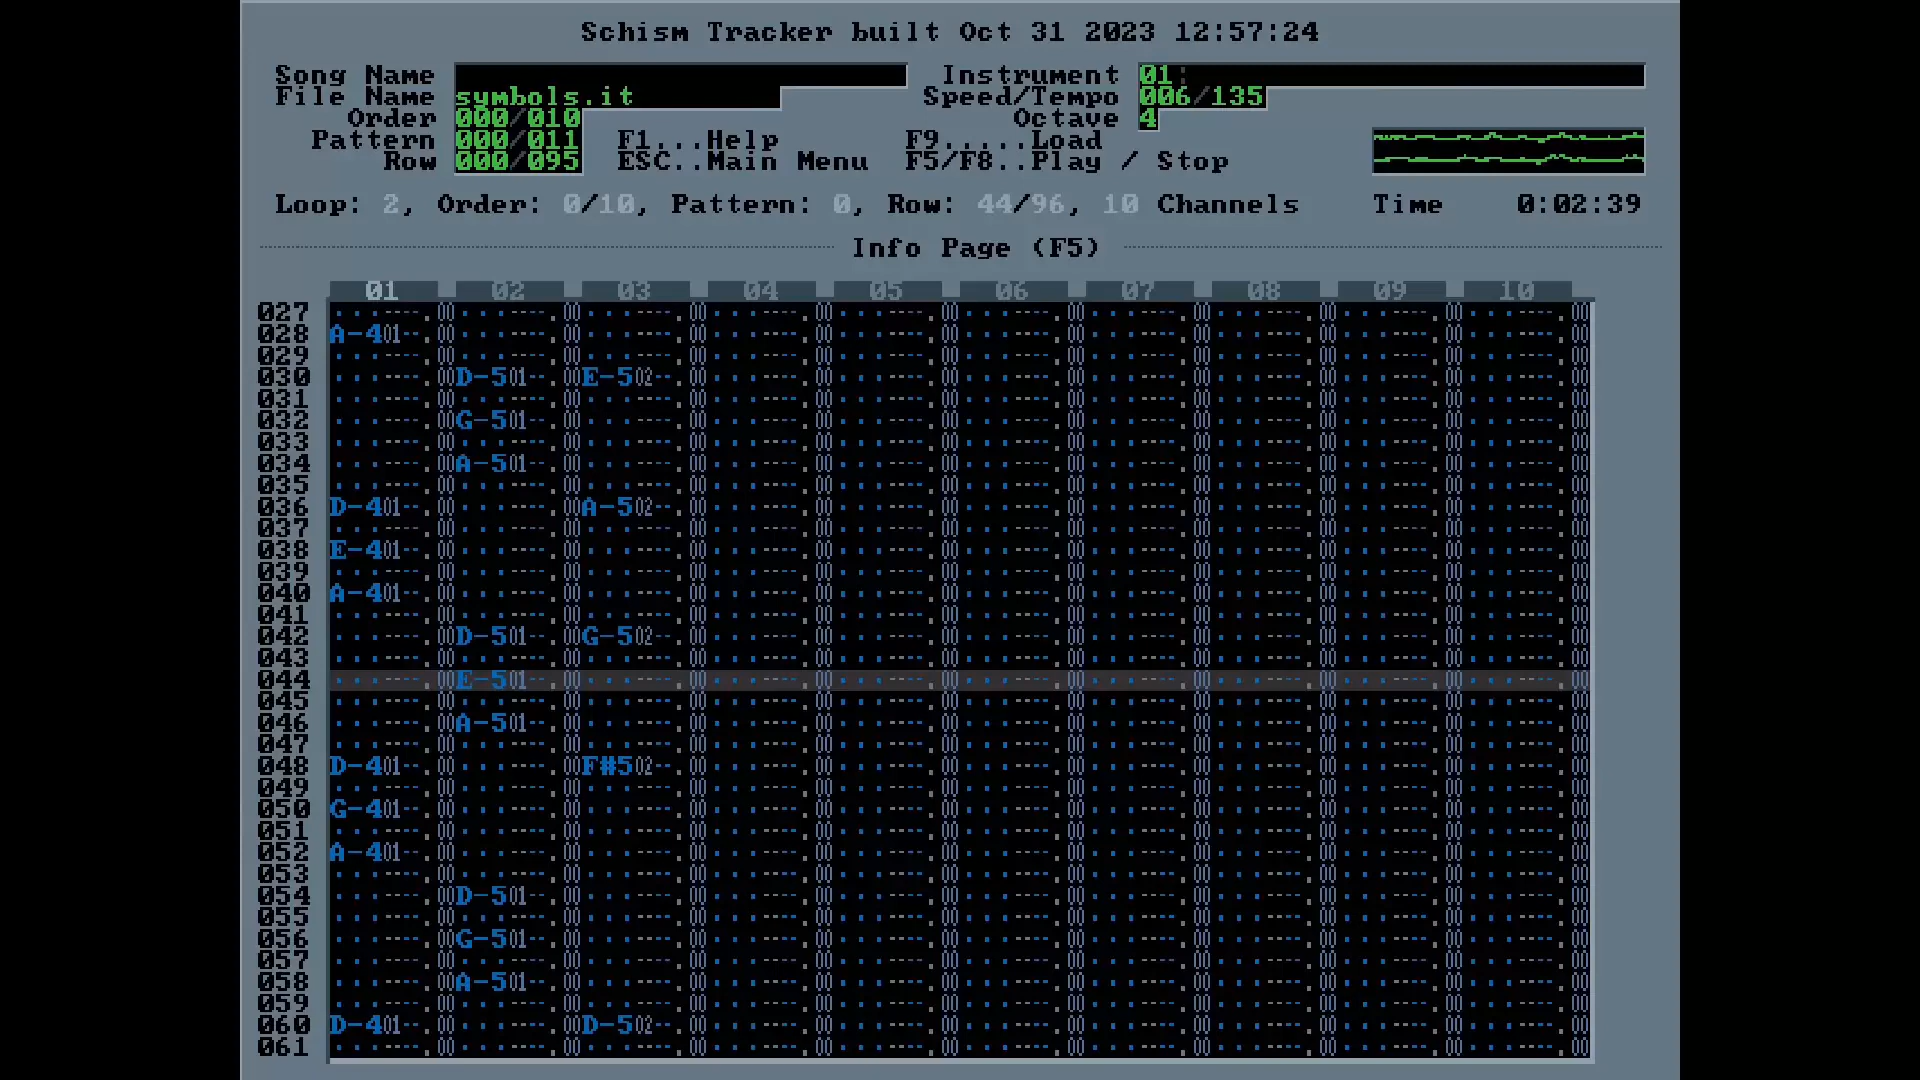 Schism Tracker built Oct 31 2023 12:57:24
Song Name Instrument 01:
File Name symbols.it Speed/Tempo 006/135
Order 000/010 Octave 4
Pattern 000/011 F1...Help F9.....Load
Row 000/095 ESC..Main Menu F5/F8..Play / Stop
Loop: 2, Order: 0/10, Pattern: 0, Row: 44/96, 10 Channels Time 0:02:39
Info Page (F5)
01 02 03 04 05 06 07 08 09 10
027
028 A-401
029
030 D-501 E-502
031
032 G-501
033
034 A-501
035
036 D-401 A-502
037
038 E-401
039
040 A-401
041
042 D-501 G-502
043
044 E-501
045
046 A-501
047
048 D-401 F#502
049
050 G-401
051
052 A-401
053
054 D-501
055
056 G-501
057
058 A-501
059
060 D-401 D-502
061